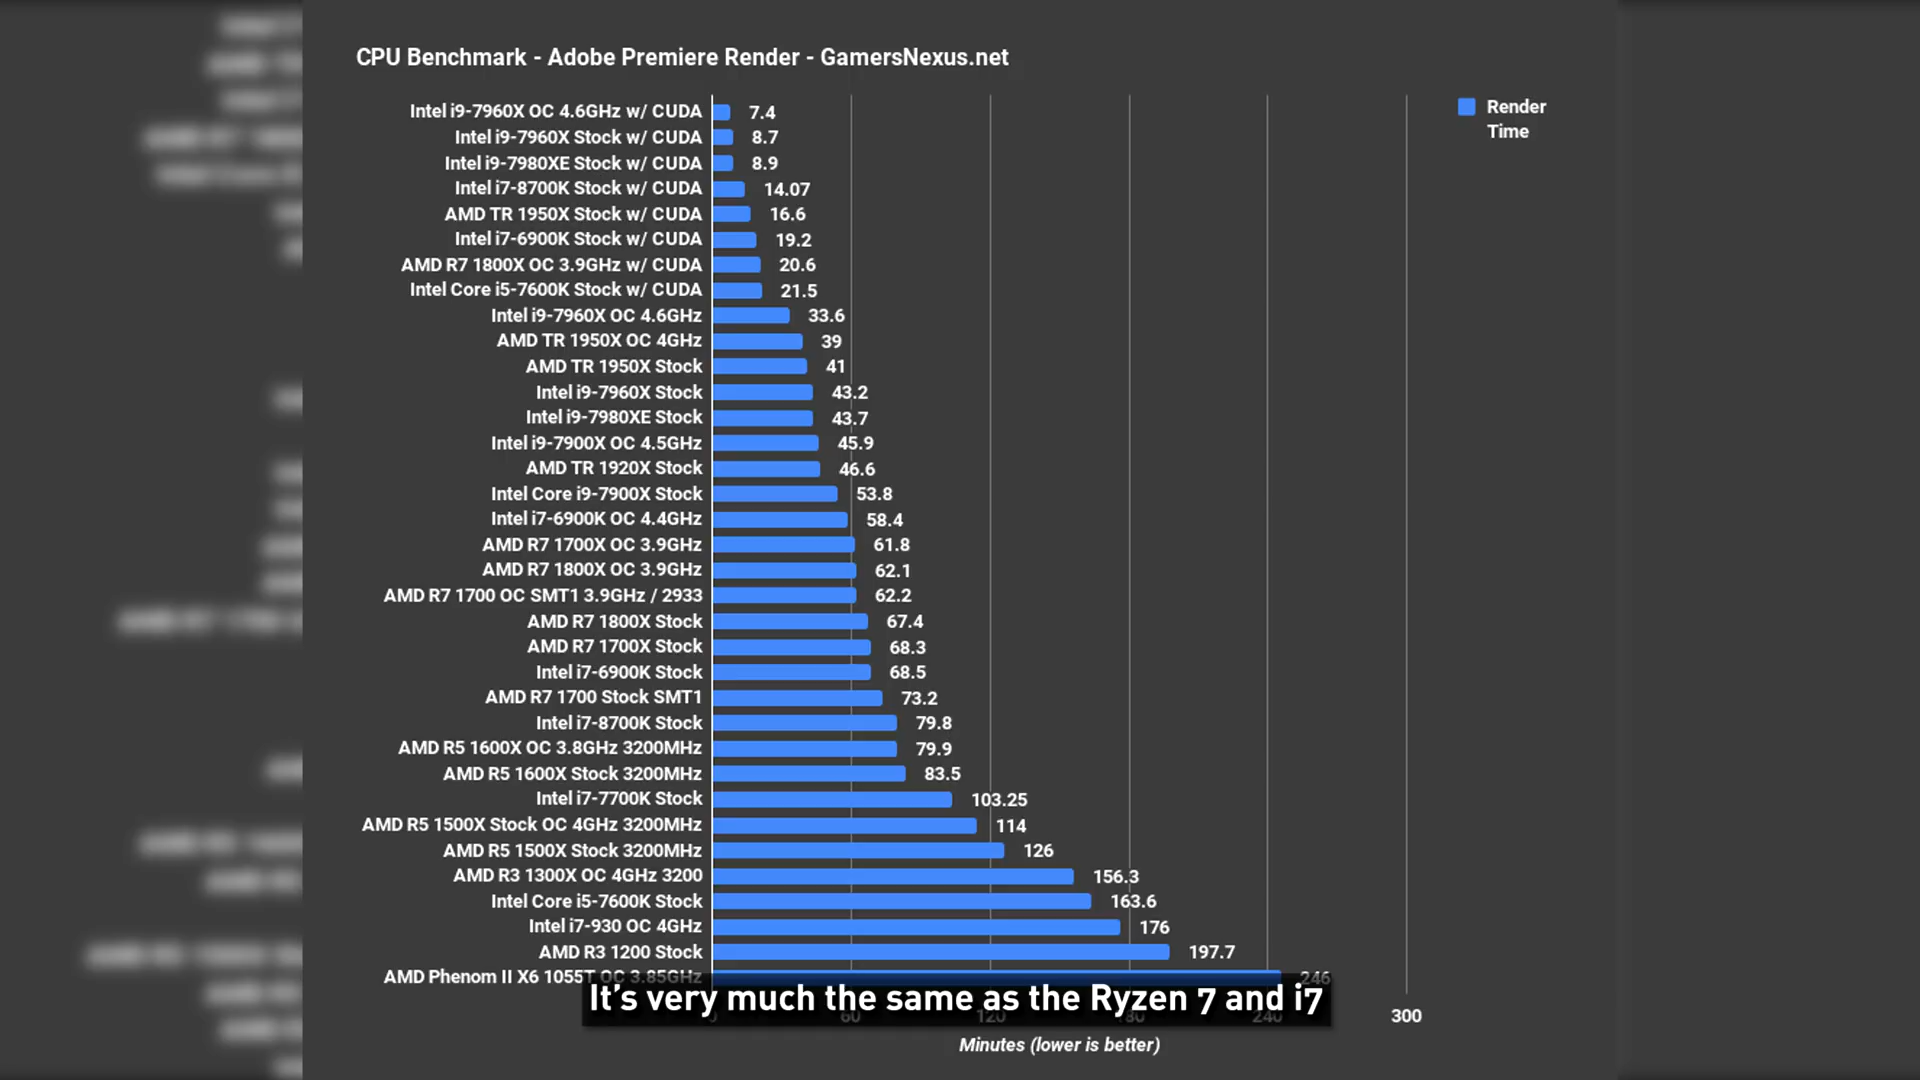 CPU Benchmark - Adobe Premiere Render - GamersNexus.net
Render
Time
Intel i9-7960X OC 4.6GHz w/ CUDA 7.4
Intel i9-7960X Stock w/ CUDA 8.7
Intel i9-7980XE Stock w/ CUDA 8.9
Intel i7-8700K Stock w/ CUDA 14.07
AMD TR 1950X Stock w/ CUDA 16.6
Intel i7-6900K Stock w/ CUDA 19.2
AMD R7 1800X OC 3.9GHz w/ CUDA 20.6
Intel Core i5-7600K Stock w/ CUDA 21.5
Intel i9-7960X OC 4.6GHz 33.6
AMD TR 1950X OC 4GHz 39
AMD TR 1950X Stock 41
Intel i9-7960X Stock 43.2
Intel i9-7980XE Stock 43.7
Intel i9-7900X OC 4.5GHz 45.9
AMD TR 1920X Stock 46.6
Intel Core i9-7900X Stock 53.8
Intel i7-6900K OC 4.4GHz 58.4
AMD R7 1700X OC 3.9GHz 61.8
AMD R7 1800X OC 3.9GHz 62.1
AMD R7 1700 OC SMT1 3.9GHz / 2933 62.2
AMD R7 1800X Stock 67.4
AMD R7 1700X Stock 68.3
Intel i7-6900K Stock 68.5
AMD R7 1700 Stock SMT1 73.2
Intel i7-8700K Stock 79.8
AMD R5 1600X OC 3.8GHz 3200MHz 79.9
AMD R5 1600X Stock 3200MHz 83.5
Intel i7-7700K Stock 103.25
AMD R5 1500X Stock OC 4GHz 3200MHz 114
AMD R5 1500X Stock 3200MHz 126
AMD R3 1300X OC 4GHz 3200 156.3
Intel Core i5-7600K Stock 163.6
Intel i7-930 OC 4GHz 176
AMD R3 1200 Stock 197.7
AMD Phenom II X6 1055T OC 3.85GHz 246
It's very much the same as the Ryzen 7 and i7
0 60 120 180 240 300
Minutes (lower is better)